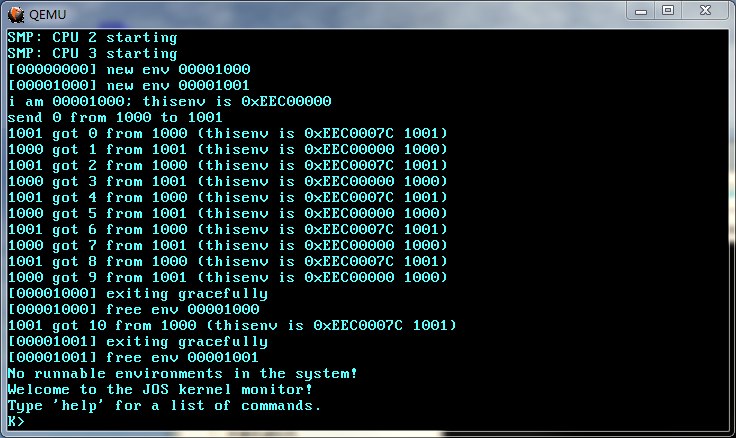 QEMU
SMP: CPU 2 starting
SMP: CPU 3 starting
[00000000] new env 00001000
[00001000] new env 00001001
i am 00001000; thisenv is 0xEEC00000
send 0 from 1000 to 1001
1001 got 0 from 1000 (thisenv is 0xEEC0007C 1001)
1000 got 1 from 1001 (thisenv is 0xEEC00000 1000)
1001 got 2 from 1000 (thisenv is 0xEEC0007C 1001)
1000 got 3 from 1001 (thisenv is 0xEEC00000 1000)
1001 got 4 from 1000 (thisenv is 0xEEC0007C 1001)
1000 got 5 from 1001 (thisenv is 0xEEC00000 1000)
1001 got 6 from 1000 (thisenv is 0xEEC0007C 1001)
1000 got 7 from 1001 (thisenv is 0xEEC00000 1000)
1001 got 8 from 1000 (thisenv is 0xEEC0007C 1001)
1000 got 9 from 1001 (thisenv is 0xEEC00000 1000)
[00001000] exiting gracefully
[00001000] free env 00001000
1001 got 10 from 1000 (thisenv is 0xEEC0007C 1001)
[00001001] exiting gracefully
[00001001] free env 00001001
No runnable environments in the system!
Welcome to the JOS kernel monitor!
Type 'help' for a list of commands.
K>